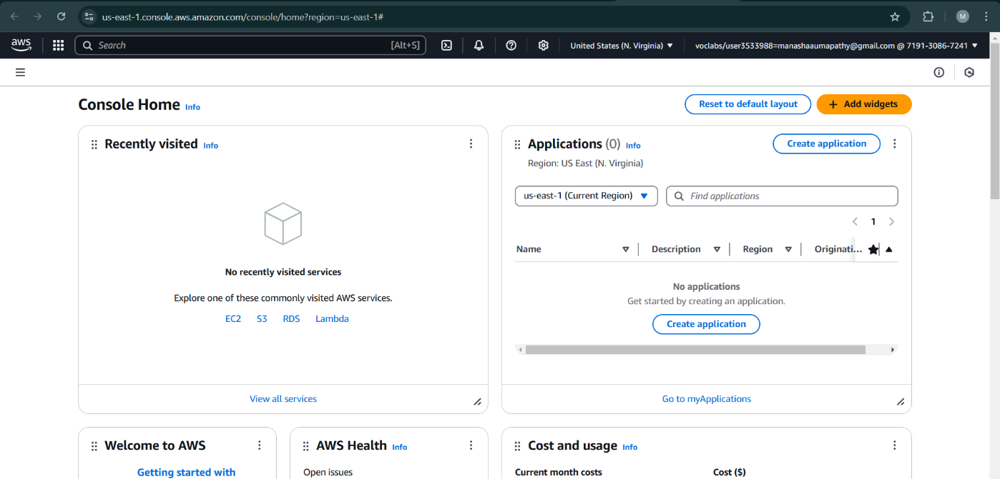 us-east-1.console.aws.amazon.com/console/home?region=us-east-1#
M
aws
Search
[Alt+S]
United States (N. Virginia)
voclabs/user3533988=manashaaumapathy@gmail.com @ 7191-3086-7241
Console Home Info
Reset to default layout
+ Add widgets
Recently visited Info
No recently visited services
Explore one of these commonly visited AWS services.
EC2 S3 RDS Lambda
View all services
Applications (0) Info
Create application
Region: US East (N. Virginia)
us-east-1 (Current Region)
Find applications
1
Name Description Region Originati...
No applications
Get started by creating an application.
Create application
Go to myApplications
Welcome to AWS
Getting started with
AWS Health Info
Open issues
Cost and usage Info
Current month costs
Cost ($)